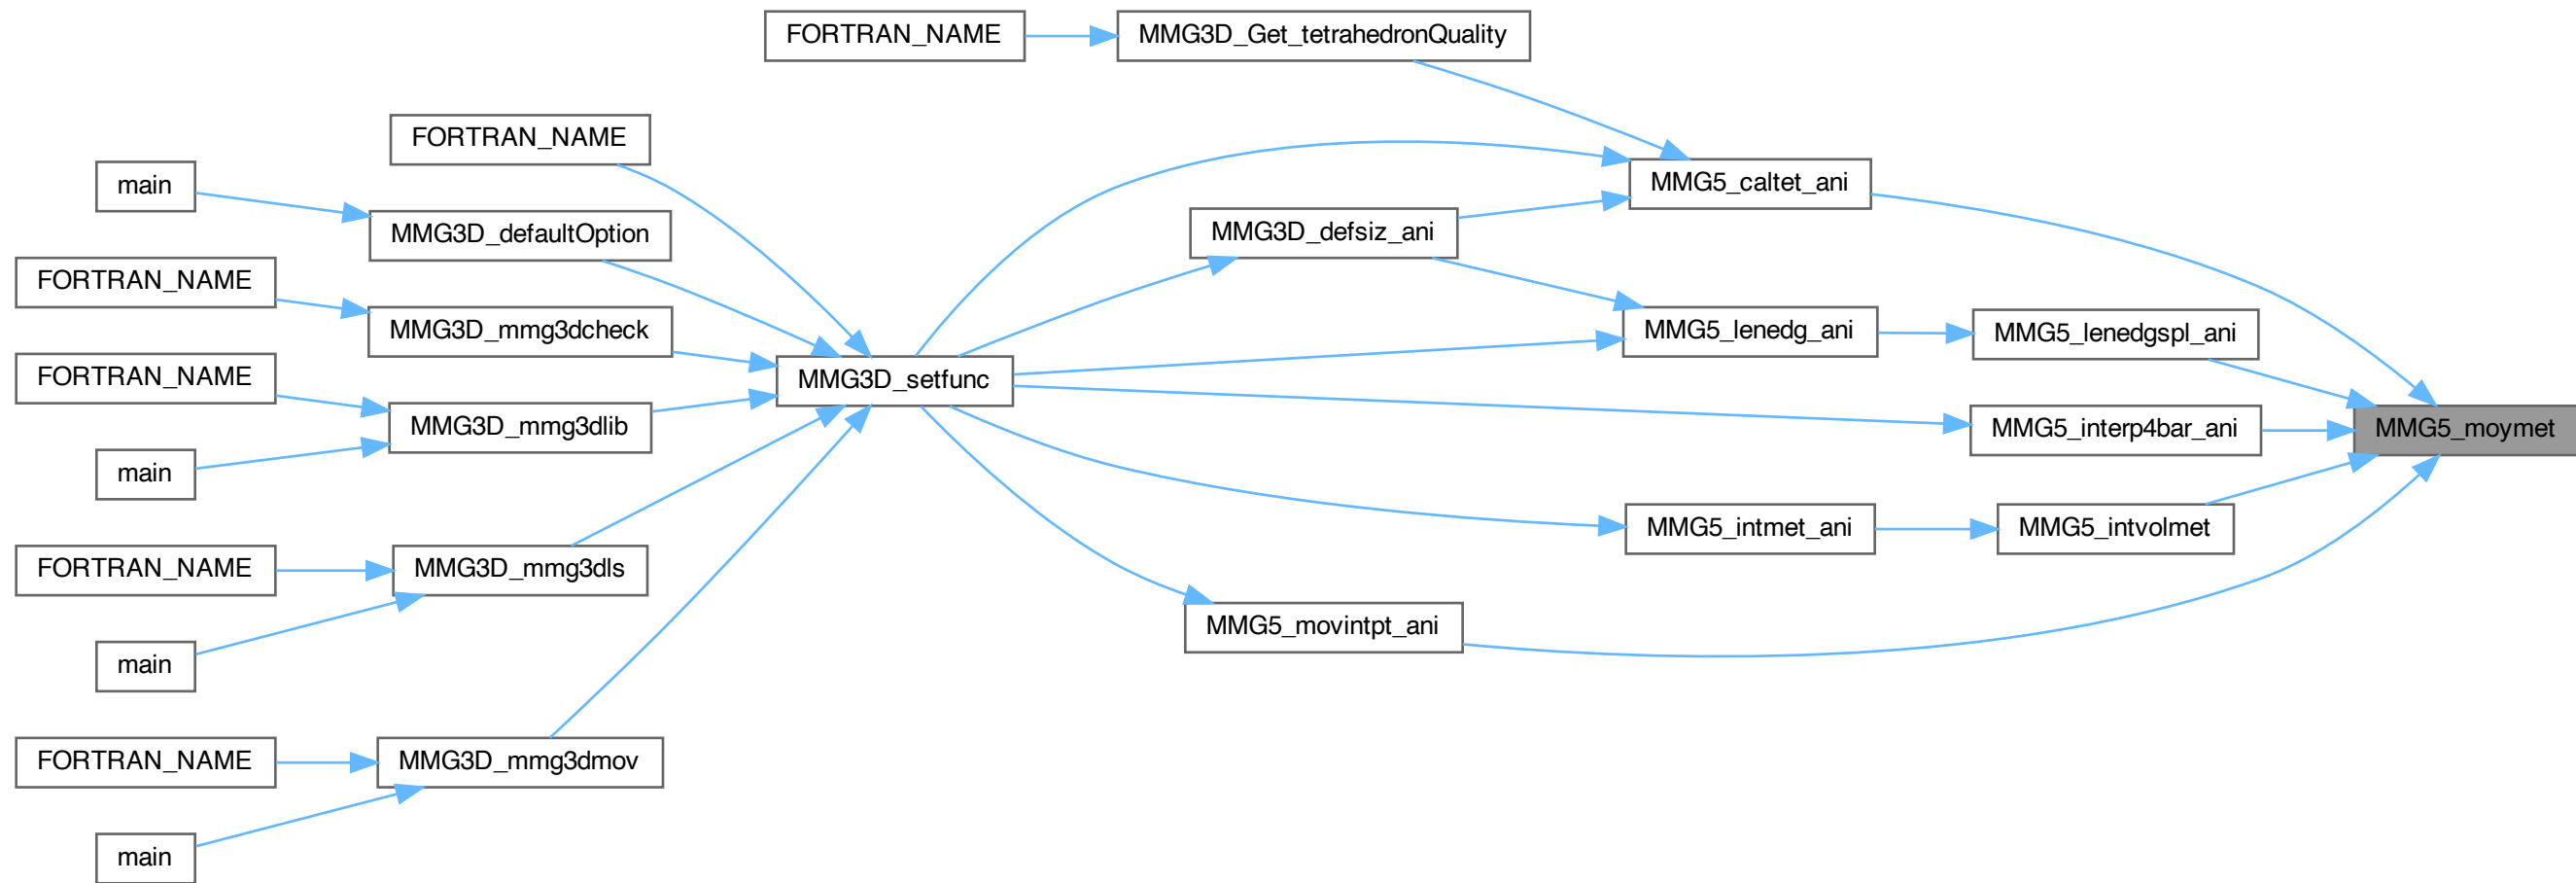 FORTRAN_NAME
MMG3D_Get_tetrahedronQuality
FORTRAN_NAME
main
MMG5_caltet_ani
MMG3D_defaultOption
MMG3D_defsiz_ani
FORTRAN_NAME
MMG3D_mmg3dcheck
MMG5_lenedg_ani
MMG5_lenedgspl_ani
FORTRAN_NAME
MMG3D_setfunc
MMG3D_mmg3dlib
MMG5_interp4bar_ani
MMG5_moymet
main
MMG5_intmet_ani
MMG5_intvolmet
FORTRAN_NAME
MMG3D_mmg3dls
MMG5_movintpt_ani
main
FORTRAN_NAME
MMG3D_mmg3dmov
main